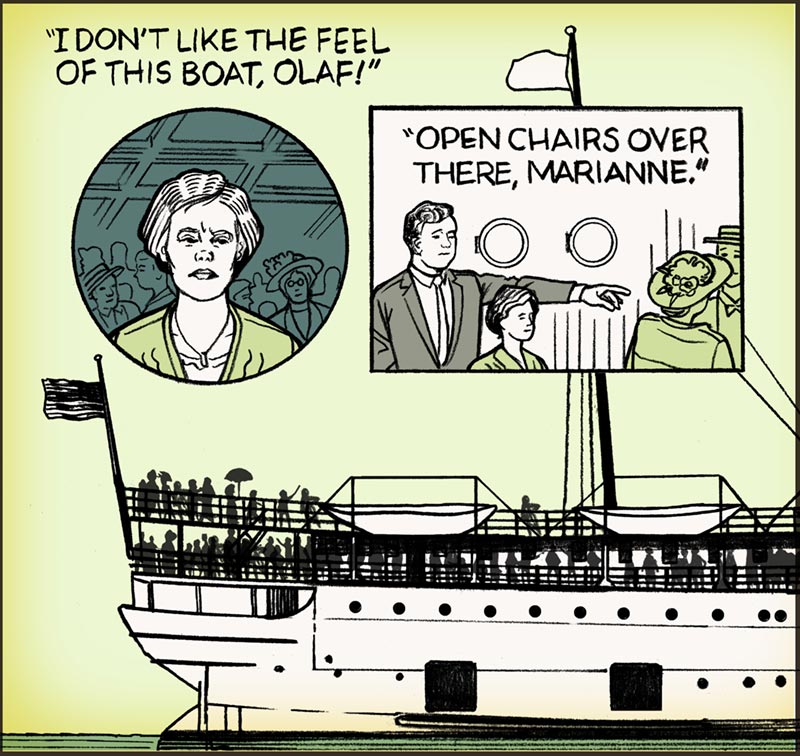 "I DON'T LIKE THE FEEL
OF THIS BOAT, OLAF!"
"OPEN CHAIRS OVER
THERE, MARIANNE."